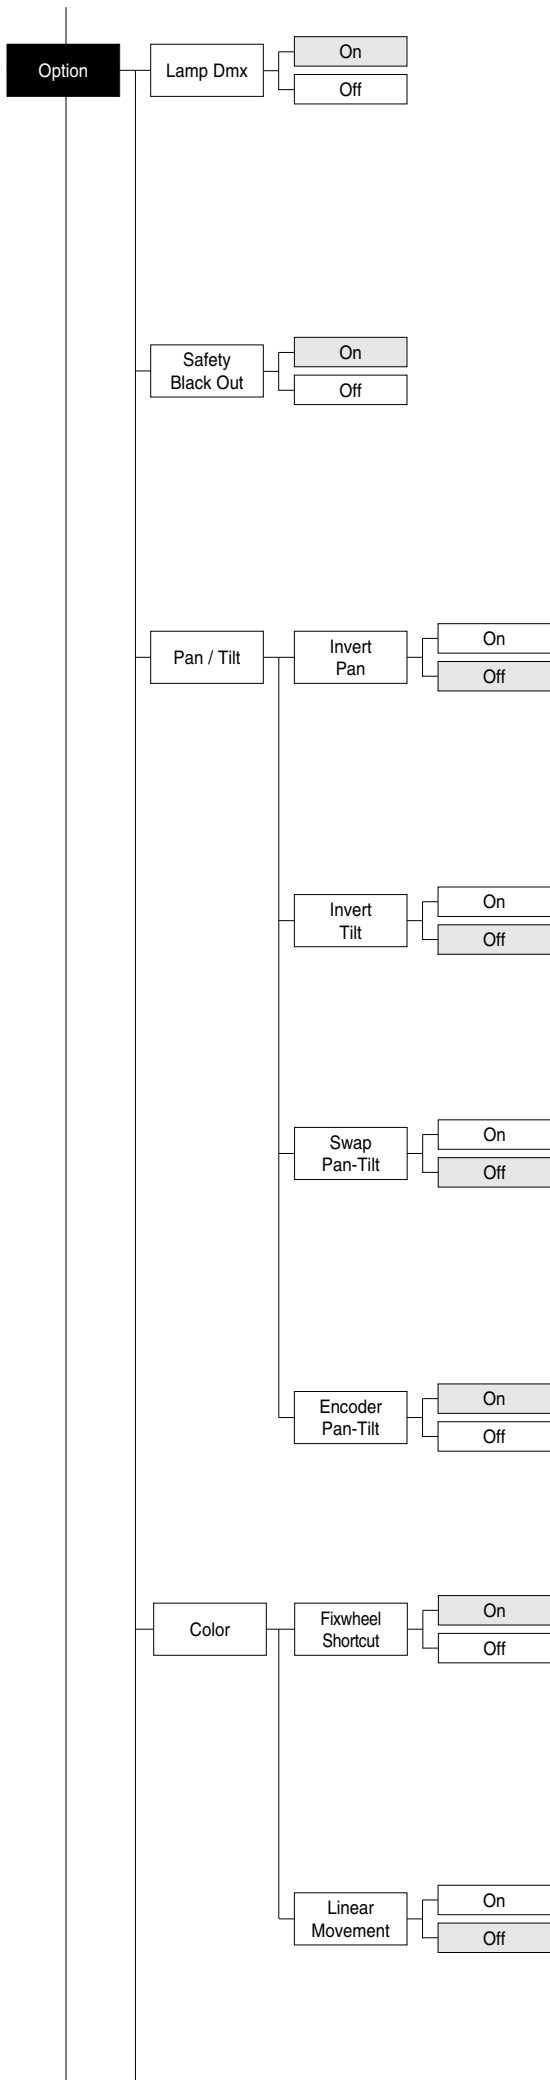 Option
Lamp Dmx
On
Off
Safety
Black Out
On
Off
Pan / Tilt
Invert
Pan
On
Off
Invert
Tilt
On
Off
Swap
Pan-Tilt
On
Off
Encoder
Pan-Tilt
On
Off
Color
Fixwheel
Shortcut
On
Off
Linear
Movement
On
Off